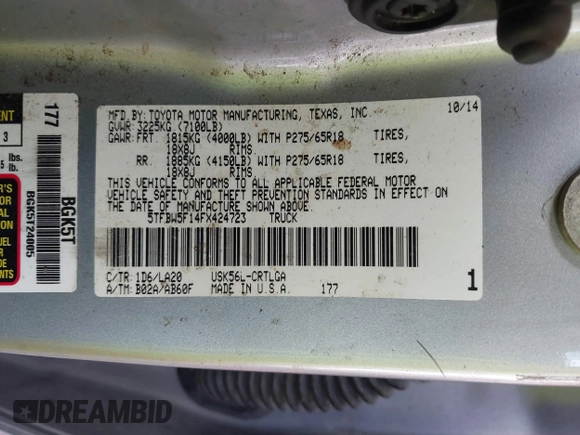 MFD.BY: TOYOTA MOTOR MANUFACTURING, TEXAS, INC. 10/14
GVWR: 3225KG (7100LB)
GAWR: FRT. 1815KG (4000LB) WITH P275/65R18 TIRES,
18X8J RIMS,
RR. 1885KG (4150LB) WITH P275/65R18 TIRES,
18X8J RIMS,
THIS VEHICLE CONFORMS TO ALL APPLICABLE FEDERAL MOTOR
VEHICLE SAFETY AND THEFT PREVENTION STANDARDS IN EFFECT ON
THE DATE OF MANUFACTURE SHOWN ABOVE.
5TFBW5F14FX424723 TRUCK
C/TR: 1D6/LA20 USK56L-CRTLGA
A/TM: B02A/AB60F MADE IN U.S.A. 177 1
177
BGK5T
BGK5Y24005
3
lbs.
lb.
DREAMBID